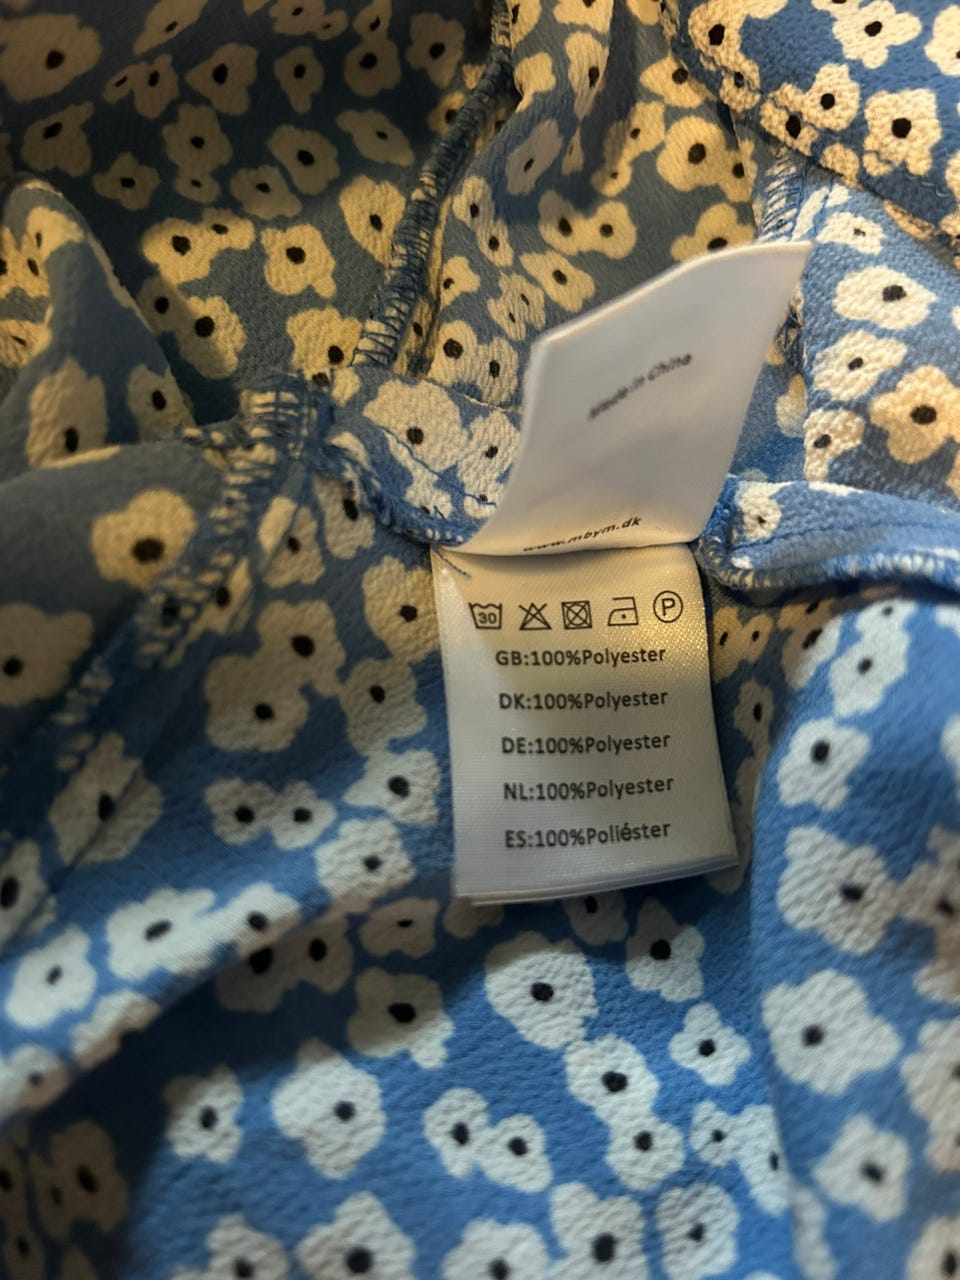 Made in China
www.mbym.dk
30
P
GB:100%Polyester
DK:100%Polyester
DE:100%Polyester
NL:100%Polyester
ES:100%Poliéster